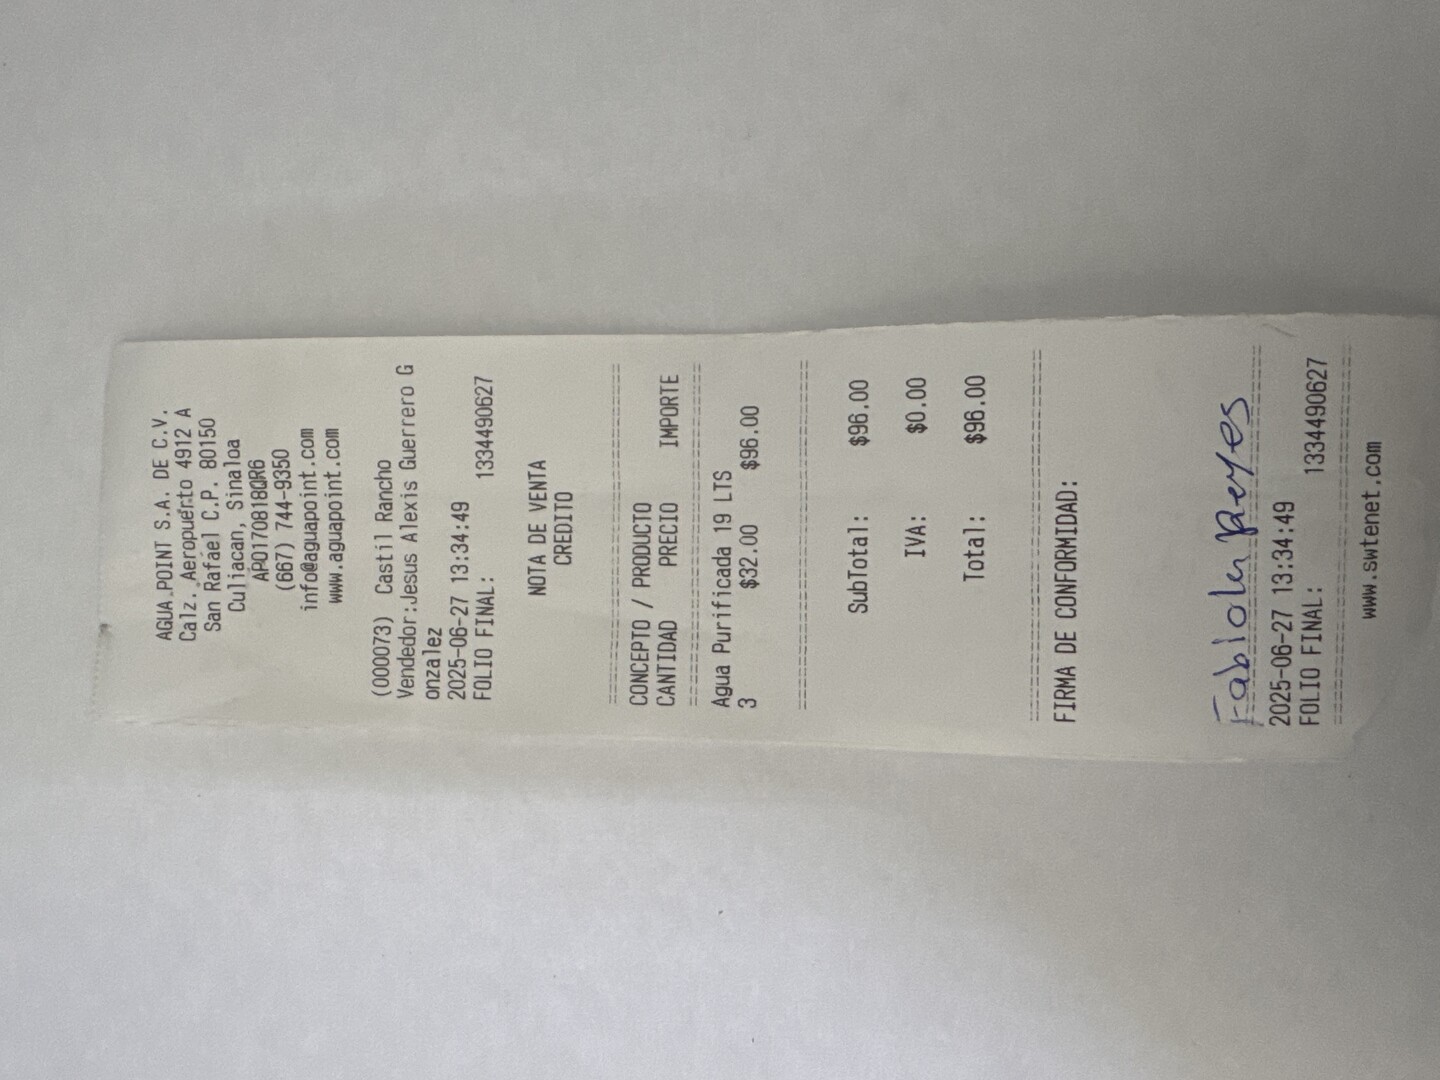 AGUA POINT S.A. DE C.V.
Calz. Aeropuerto 4912 A
San Rafael C.P. 80150
Culiacan, Sinaloa
APO170818QR6
(667) 744-9350
info@aguapoint.com
www.aguapoint.com
(000073) Castil Rancho
Vendedor:Jesus Alexis Guerrero G
onzalez
2025-06-27 13:34:49
FOLIO FINAL: 1334490627
NOTA DE VENTA
CREDITO
CONCEPTO / PRODUCTO
CANTIDAD PRECIO IMPORTE
Agua Purificada 19 LTS
3 $32.00 $96.00
SubTotal: $96.00
IVA: $0.00
Total: $96.00
FIRMA DE CONFORMIDAD:
Fabiola Reyes
2025-06-27 13:34:49
FOLIO FINAL: 1334490627
www.swtenet.com